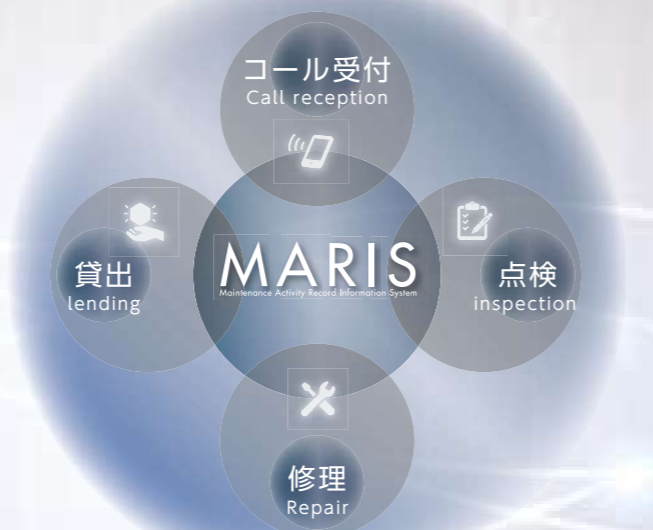 コール受付
Call reception
貸出
lending
MARIS
Maintenance Activity Record Information System
点検
inspection
修理
Repair